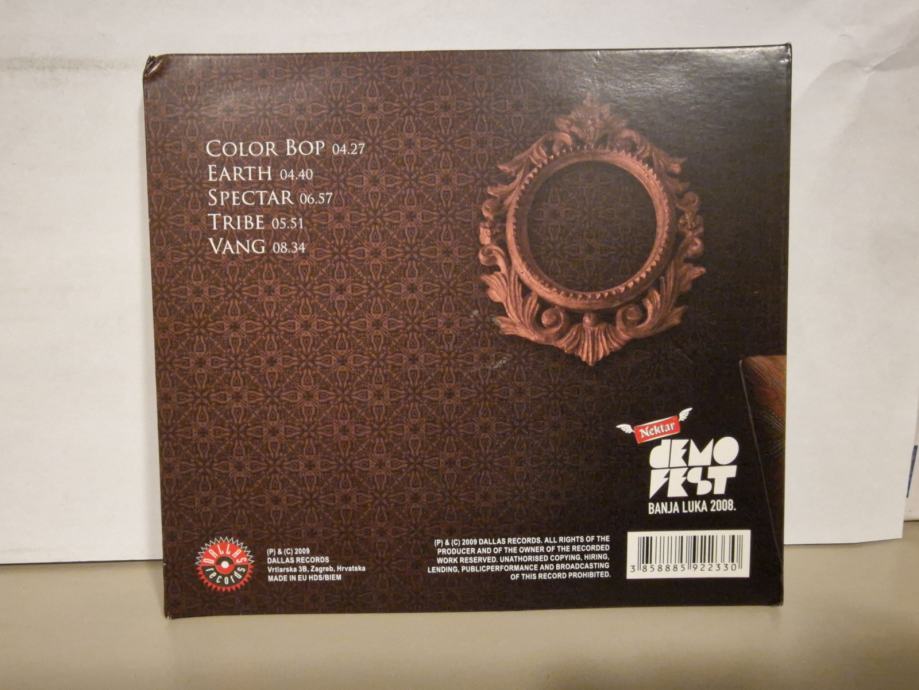 COLOR BOP 04.27
EARTH 04.40
SPECTAR 06.57
TRIBE 05.51
VANG 08.34
Nektar
DEMO
FEST
BANJA LUKA 2008.
DALLAS
records
(P) & (C) 2009
DALLAS RECORDS
Vrtlarska 3B, Zagreb, Hrvatska
MADE IN EU HDS/BIEM
(P) & (C) 2009 DALLAS RECORDS. ALL RIGHTS OF THE
PRODUCER AND OF THE OWNER OF THE RECORDED
WORK RESERVED. UNATHORISED COPYING, HIRING,
LENDING, PUBLICPERFORMANCE AND BROADCASTING
OF THIS RECORD PROHIBITED.
3 858885 922330